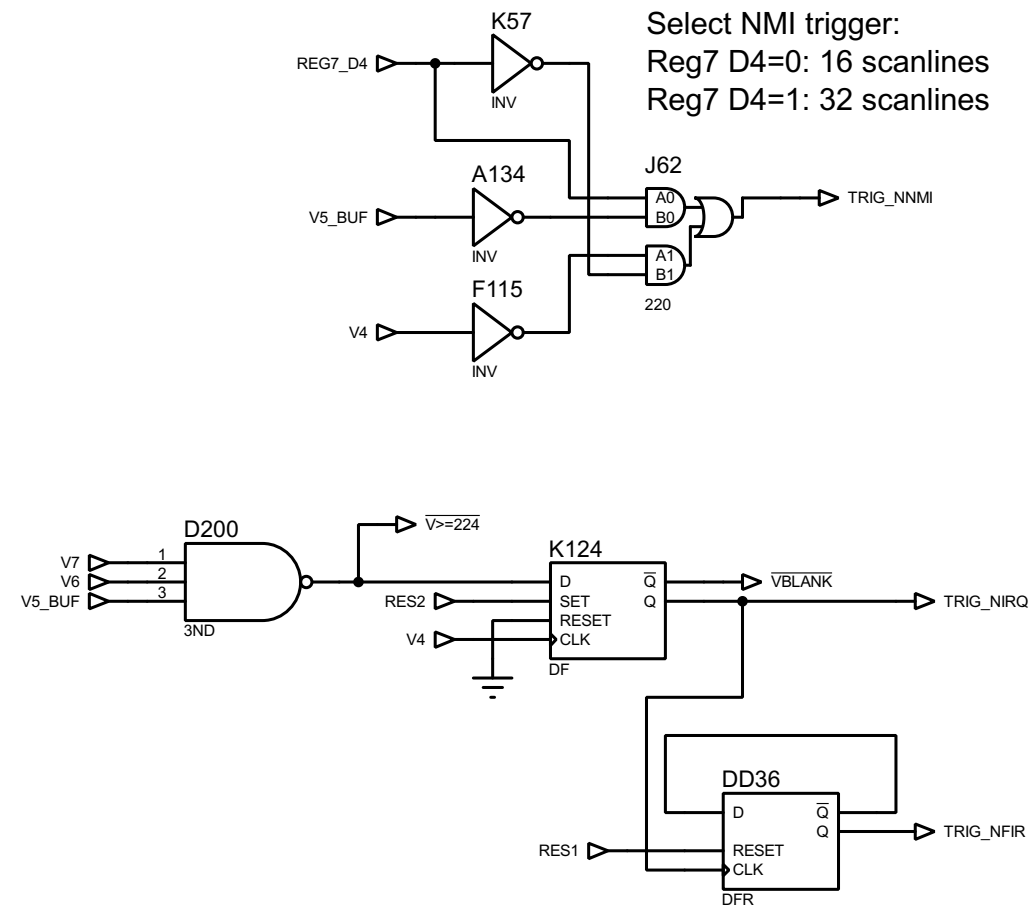 K57
Select NMI trigger:
REG7_D4
Reg7 D4=0: 16 scanlines
INV
Reg7 D4=1: 32 scanlines
A134
J62
V5_BUF
A0
B0
TRIG_NNMI
INV
F115
A1
B1
V4
220
INV
D200
V>=224
K124
V7
1
V6
2
V5_BUF
3
3ND
D
Q
VBLANK
RES2
SET
Q
TRIG_NIRQ
RESET
V4
CLK
DF
DD36
D
Q
Q
TRIG_NFIR
RES1
RESET
CLK
DFR